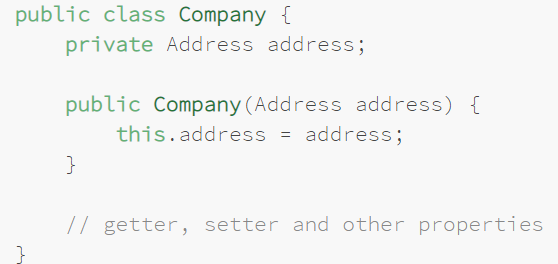 public class Company {
    private Address address;

    public Company(Address address) {
        this.address = address;
    }

    // getter, setter and other properties
}